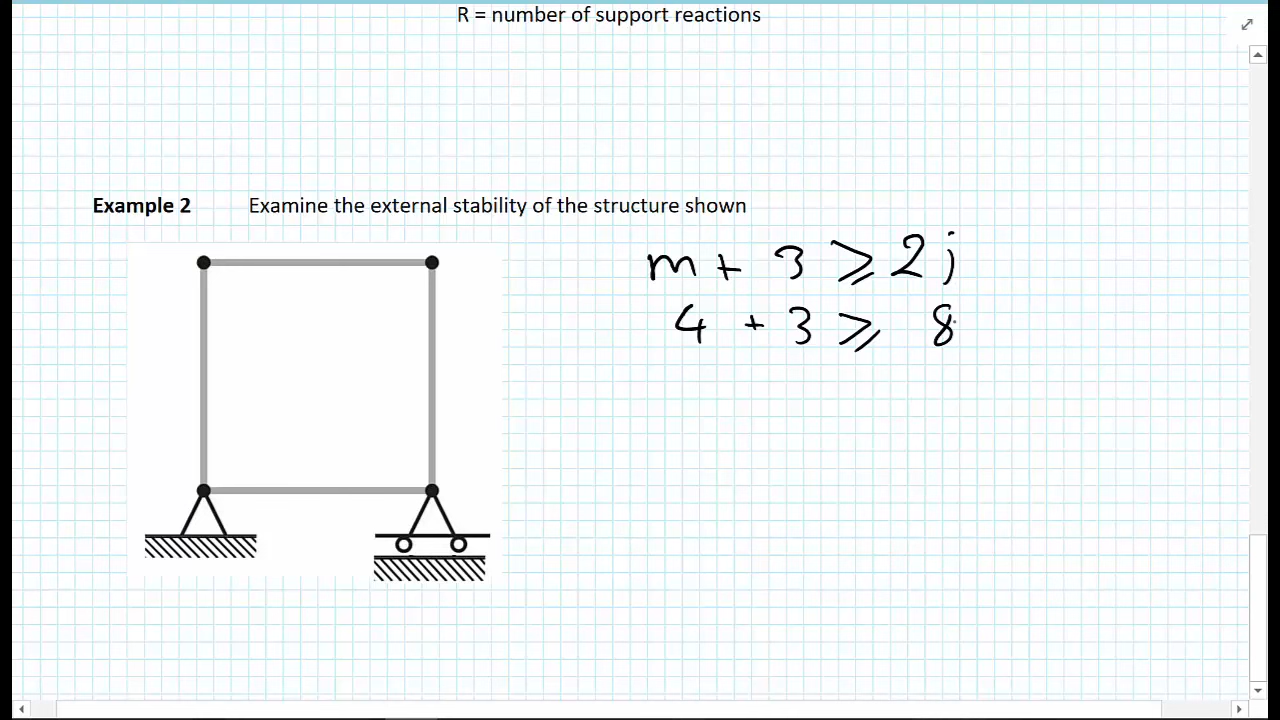 R = number of support reactions
Example 2 Examine the external stability of the structure shown
m + 3 ⩾ 2j
4 + 3 ⩾ 8